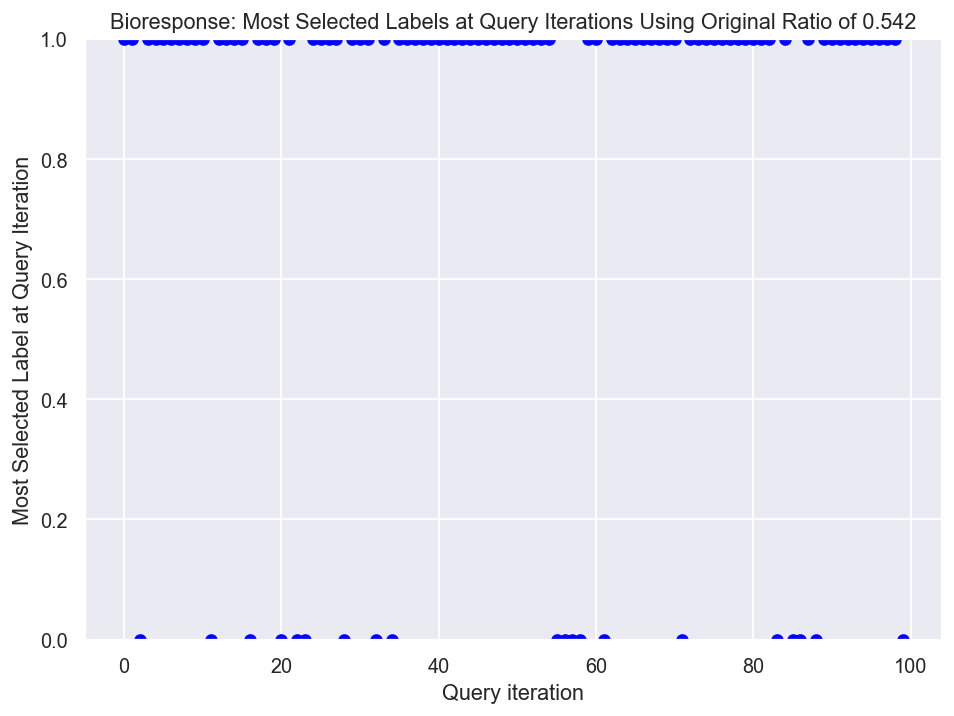 Bioresponse: Most Selected Labels at Query Iterations Using Original Ratio of 0.542
Most Selected Label at Query Iteration
1.0
0.8
0.6
0.4
0.2
0.0
0 20 40 60 80 100
Query iteration